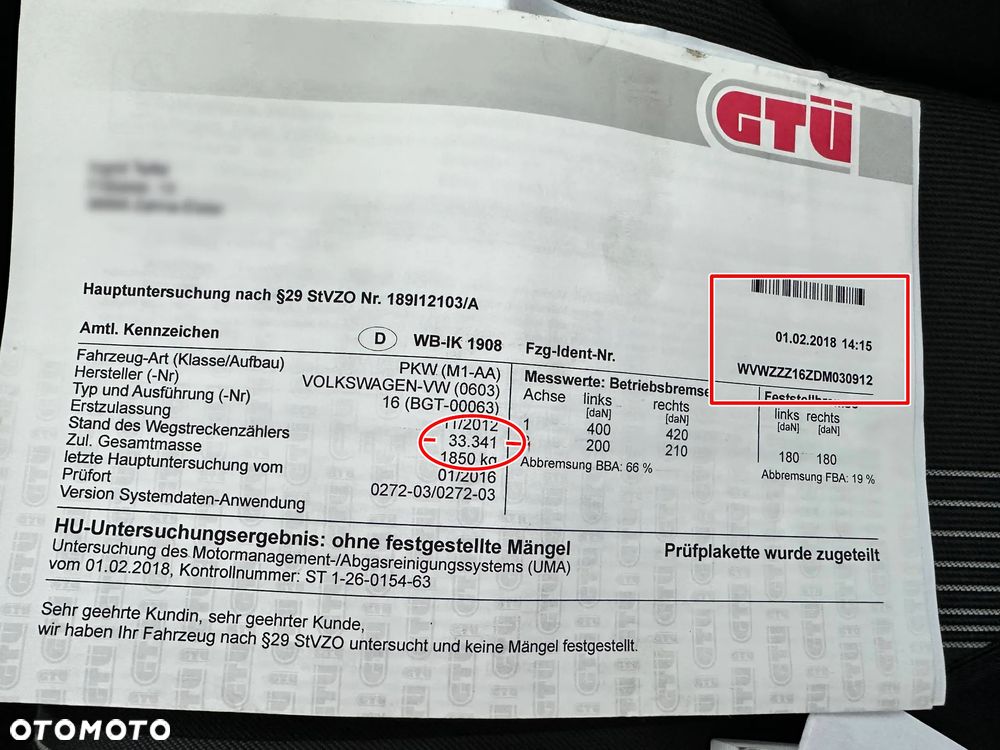 GTÜ
Hauptuntersuchung nach §29 StVZO Nr. 189I12103/A
01.02.2018 14:15
Amtl. Kennzeichen D WB-IK 1908 Fzg-Ident-Nr. WVWZZZ16ZDM030912
Fahrzeug-Art (Klasse/Aufbau) PKW (M1-AA)
Hersteller (-Nr) VOLKSWAGEN-VW (0603)
Typ und Ausführung (-Nr) 16 (BGT-00063)
Erstzulassung 11/2012
Stand des Wegstreckenzählers 33.341
Zul. Gesamtmasse 1850 kg
letzte Hauptuntersuchung vom 01/2016
Prüfort
Version Systemdaten-Anwendung 0272-03/0272-03
Messwerte: Betriebsbremse Feststellbremse
Achse links rechts links rechts
[daN] [daN] [daN] [daN]
1 400 420
200 210 180 180
Abbremsung BBA: 66 % Abbremsung FBA: 19 %
HU-Untersuchungsergebnis: ohne festgestellte Mängel Prüfplakette wurde zugeteilt
Untersuchung des Motormanagement-/Abgasreinigungssystems (UMA)
vom 01.02.2018, Kontrollnummer: ST 1-26-0154-63
Sehr geehrte Kundin, sehr geehrter Kunde,
wir haben Ihr Fahrzeug nach §29 StVZO untersucht und keine Mängel festgestellt.
OTOMOTO